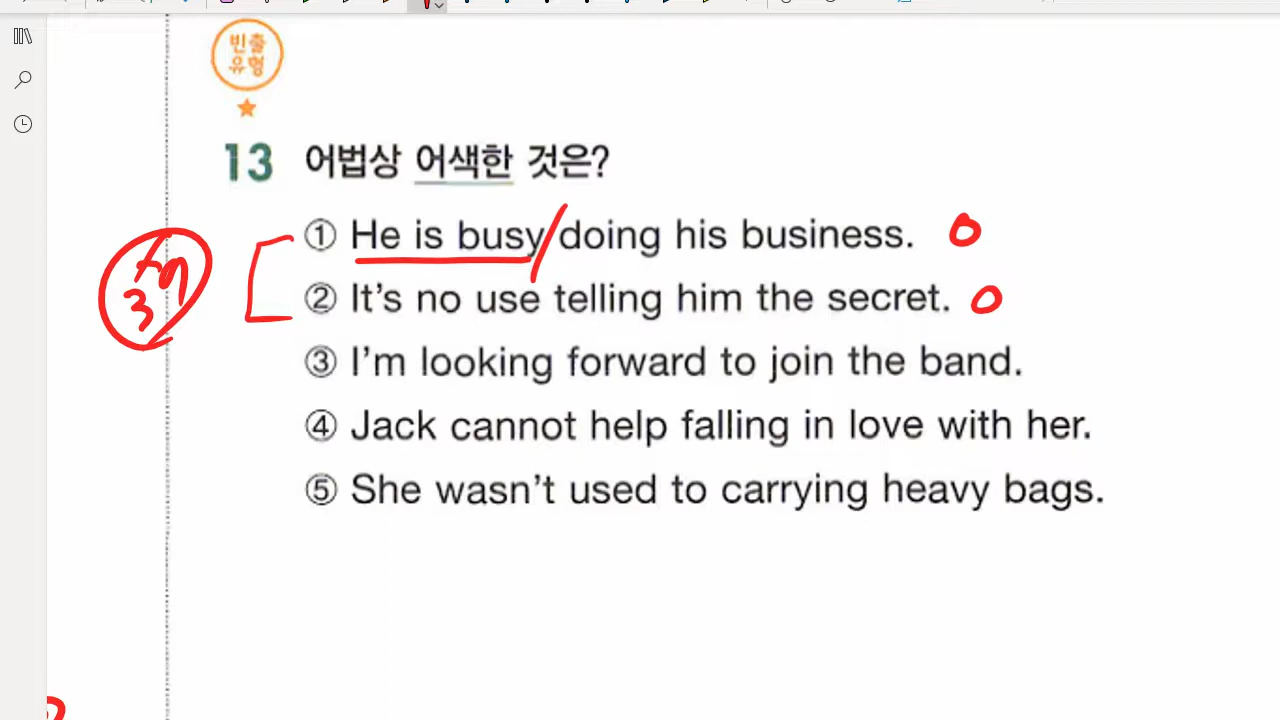 빈출
유형
13 어법상 어색한 것은?
① He is busy doing his business.
② It's no use telling him the secret.
③ I'm looking forward to join the band.
④ Jack cannot help falling in love with her.
⑤ She wasn't used to carrying heavy bags.